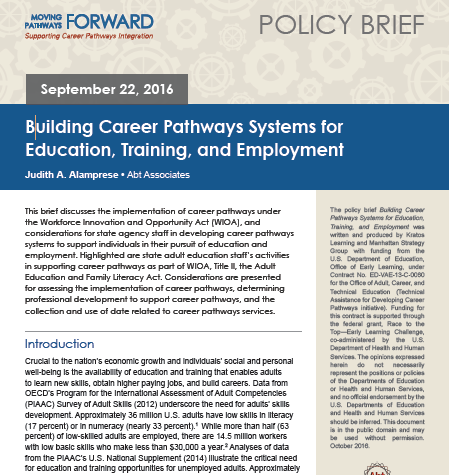 MOVING
PATHWAYS FORWARD
Supporting Career Pathways Integration
POLICY BRIEF
September 22, 2016
Building Career Pathways Systems for
Education, Training, and Employment
Judith A. Alamprese • Abt Associates
This brief discusses the implementation of career pathways under
the Workforce Innovation and Opportunity Act (WIOA), and
considerations for state agency staff in developing career pathways
systems to support individuals in their pursuit of education and
employment. Highlighted are state adult education staff's activities
in supporting career pathways as part of WIOA, Title II, the Adult
Education and Family Literacy Act. Considerations are presented
for assessing the implementation of career pathways, determining
professional development to support career pathways, and the
collection and use of date related to career pathways services.
Introduction
Crucial to the nation's economic growth and individuals' social and personal
well-being is the availability of education and training that enables adults
to learn new skills, obtain higher paying jobs, and build careers. Data from
OECD's Program for the International Assessment of Adult Competencies
(PIAAC) Survey of Adult Skills (2012) underscore the need for adults' skills
development. Approximately 36 million U.S. adults have low skills in literacy
(17 percent) or in numeracy (nearly 33 percent).¹ While more than half (63
percent) of low-skilled adults are employed, there are 14.5 million workers
with low basic skills who make less than $30,000 a year.² Analyses of data
from the PIAAC's U.S. National Supplement (2014) illustrate the critical need
for education and training opportunities for unemployed adults. Approximately
The policy brief Building Career
Pathways Systems for Education,
Training, and Employment was
written and produced by Kratos
Learning and Manhattan Strategy
Group with funding from the
U.S. Department of Education,
Office of Early Learning, under
Contract No. ED-VAE-13-C-0080
for the Office of Adult, Career, and
Technical Education (Technical
Assistance for Developing Career
Pathways initiative). Funding for
this contract is supported through
the federal grant, Race to the
Top—Early Learning Challenge,
co-administered by the U.S.
Department of Health and Human
Services. The opinions expressed
herein do not necessarily
represent the positions or policies
of the Departments of Education
or Health and Human Services,
and no official endorsement by the
U.S. Departments of Education
and Health and Human Services
should be inferred. This document
is in the public domain and may
be used without permission.
October 2016.